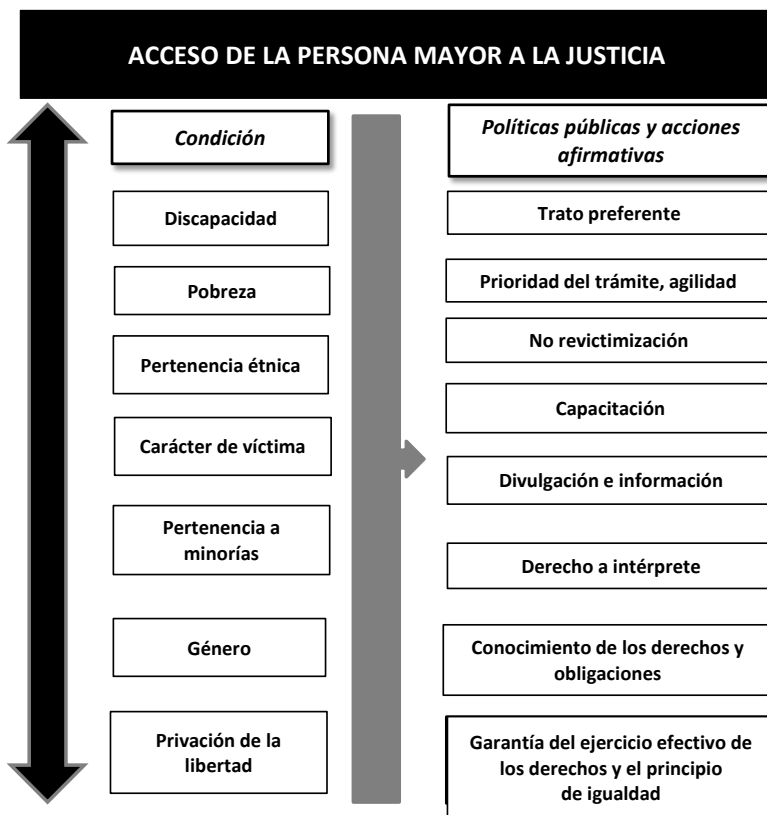 ACCESO DE LA PERSONA MAYOR A LA JUSTICIA
Condición
Discapacidad
Pobreza
Pertenencia étnica
Carácter de víctima
Pertenencia a
minorías
Género
Privación de la
libertad
Políticas públicas y acciones
afirmativas
Trato preferente
Prioridad del trámite, agilidad
No revictimización
Capacitación
Divulgación e información
Derecho a intérprete
Conocimiento de los derechos y
obligaciones
Garantía del ejercicio efectivo de
los derechos y el principio
de igualdad